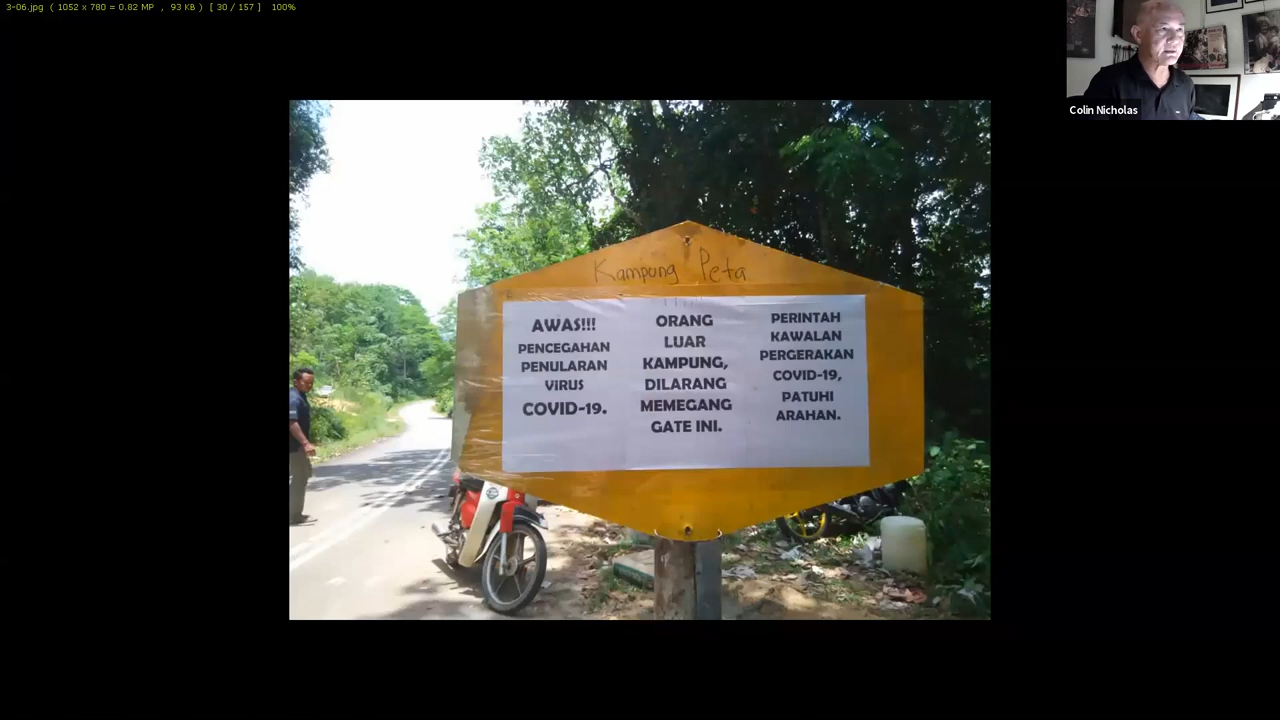 3-06.jpg ( 1052 x 780 = 0.82 MP , 93 KB ) [ 30 / 157 ] 100%
Colin Nicholas
Kampung Peta
AWAS!!!
PENCEGAHAN
PENULARAN
VIRUS
COVID-19.
ORANG
LUAR
KAMPUNG,
DILARANG
MEMEGANG
GATE INI.
PERINTAH
KAWALAN
PERGERAKAN
COVID-19,
PATUHI
ARAHAN.